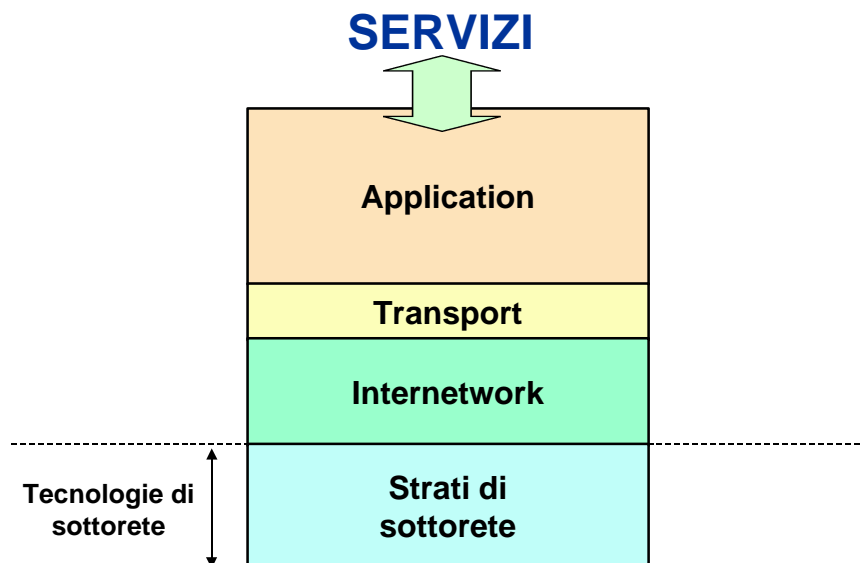 SERVIZI
Application
Transport
Internetwork
Tecnologie di
sottorete
Strati di
sottorete